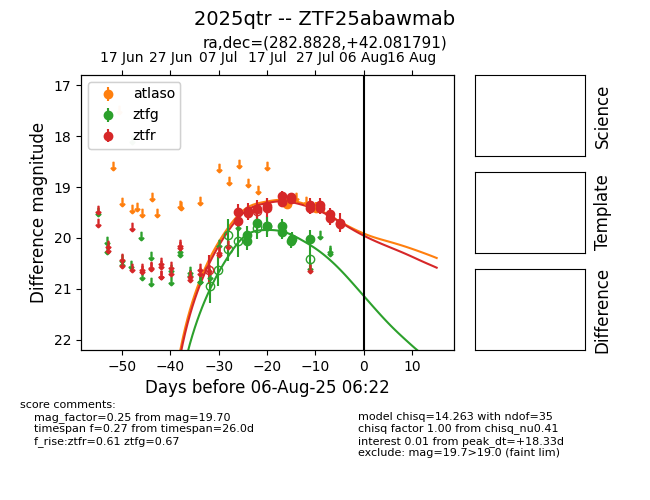 2025qtr -- ZTF25abawmab
ra,dec=(282.8828,+42.081791)
17 Jun 27 Jun 07 Jul 17 Jul 27 Jul 06 Aug 16 Aug
atlaso
ztfg
ztfr
17
18
19
20
21
22
Difference magnitude
−50 −40 −30 −20 −10 0 10
Days before 06-Aug-25 06:22
Science
Template
Difference
score comments:
mag_factor=0.25 from mag=19.70
timespan f=0.27 from timespan=26.0d
f_rise:ztfr=0.61 ztfg=0.67
model chisq=14.263 with ndof=35
chisq factor 1.00 from chisq_nu0.41
interest 0.01 from peak_dt=+18.33d
exclude: mag=19.7>19.0 (faint lim)